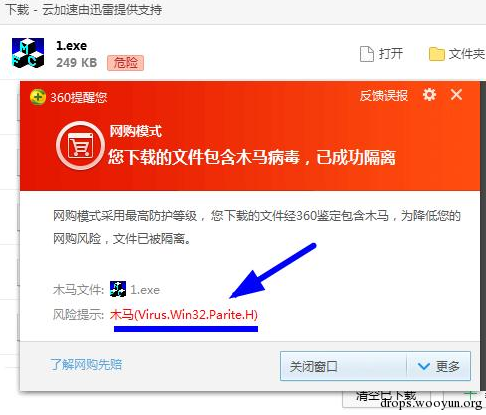 下载 - 云加速由迅雷提供支持
1.exe
249 KB 危险
打开 文件夹
360提醒您
反馈误报
网购模式
您下载的文件包含木马病毒，已成功隔离
网购模式采用最高防护等级， 您下载的文件经360鉴定包含木马，为降低您的
网购风险，文件已被隔离。
木马文件: 1.exe
风险提示: 木马(Virus.Win32.Parite.H)
了解网购先赔
关闭窗口 更多
清空已下载
drops.wooyun.org